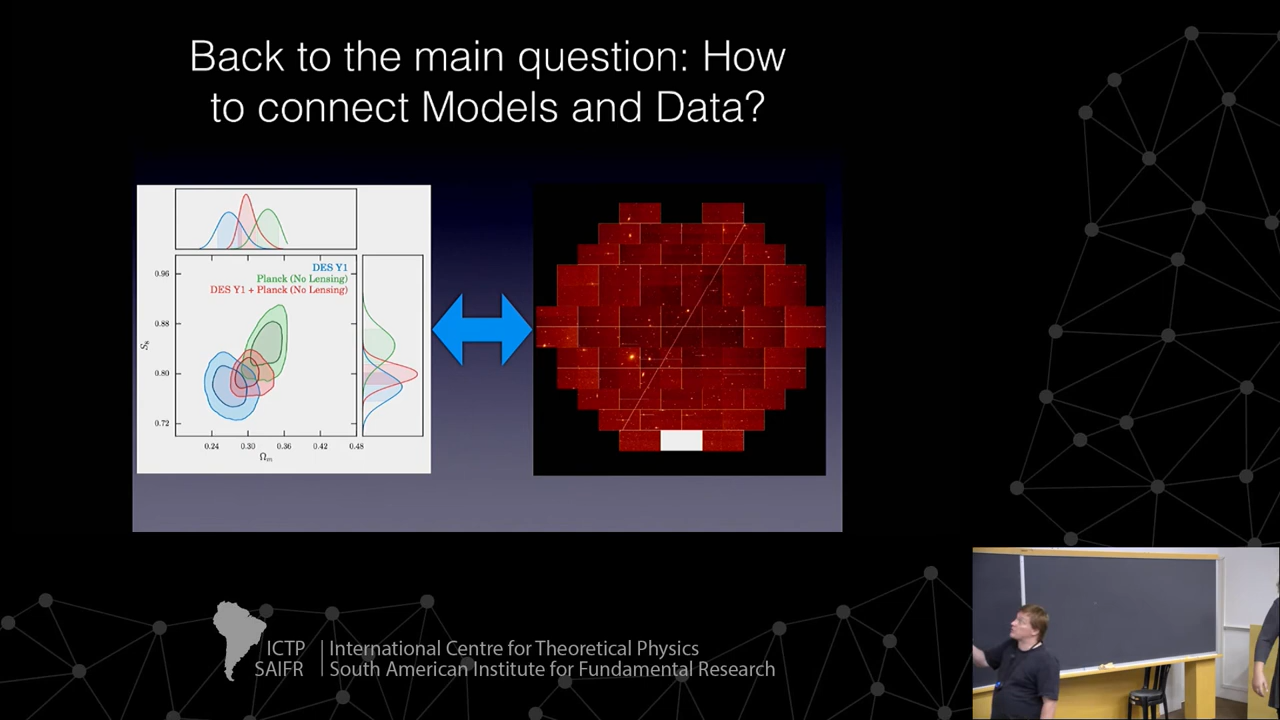 Back to the main question: How
to connect Models and Data?
DES Y1
Planck (No Lensing)
DES Y1 + Planck (No Lensing)
0.96
0.88
0.80
0.72
S₈
0.24 0.30 0.36 0.42 0.48
Ωₘ
ICTP
SAIFR
International Centre for Theoretical Physics
South American Institute for Fundamental Research